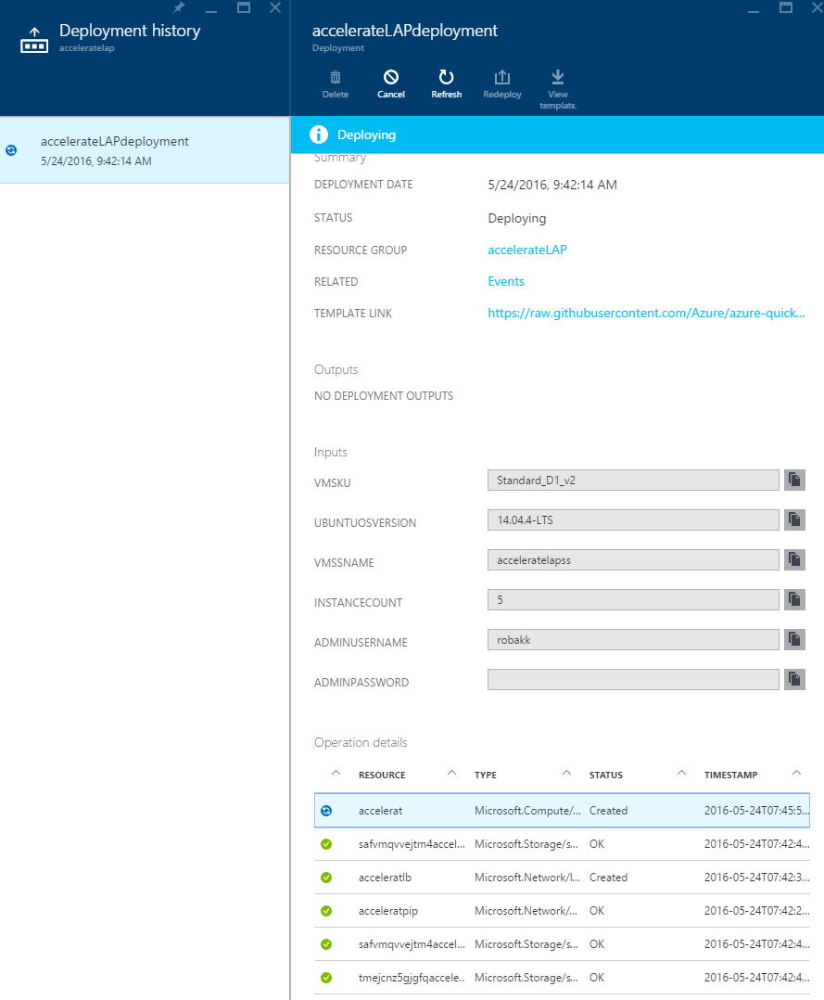 Deployment history
acceleratelap
accelerateLAPdeployment
5/24/2016, 9:42:14 AM
accelerateLAPdeployment
Deployment
Delete
Cancel
Refresh
Redeploy
View
template.
Deploying
Summary
DEPLOYMENT DATE 5/24/2016, 9:42:14 AM
STATUS Deploying
RESOURCE GROUP accelerateLAP
RELATED Events
TEMPLATE LINK https://raw.githubusercontent.com/Azure/azure-quick...
Outputs
NO DEPLOYMENT OUTPUTS
Inputs
VMSKU Standard_D1_v2
UBUNTUOSVERSION 14.04.4-LTS
VMSSNAME acceleratelapss
INSTANCECOUNT 5
ADMINUSERNAME robakk
ADMINPASSWORD
Operation details
RESOURCE TYPE STATUS TIMESTAMP
accelerat Microsoft.Compute/... Created 2016-05-24T07:45:5...
safvmqvvejtm4accel... Microsoft.Storage/s... OK 2016-05-24T07:42:4...
acceleratlb Microsoft.Network/l... Created 2016-05-24T07:42:3...
acceleratpip Microsoft.Network/... OK 2016-05-24T07:42:2...
safvmqvvejtm4accel... Microsoft.Storage/s... OK 2016-05-24T07:42:4...
tmejcnz5gjgfqaccele... Microsoft.Storage/s... OK 2016-05-24T07:42:4...